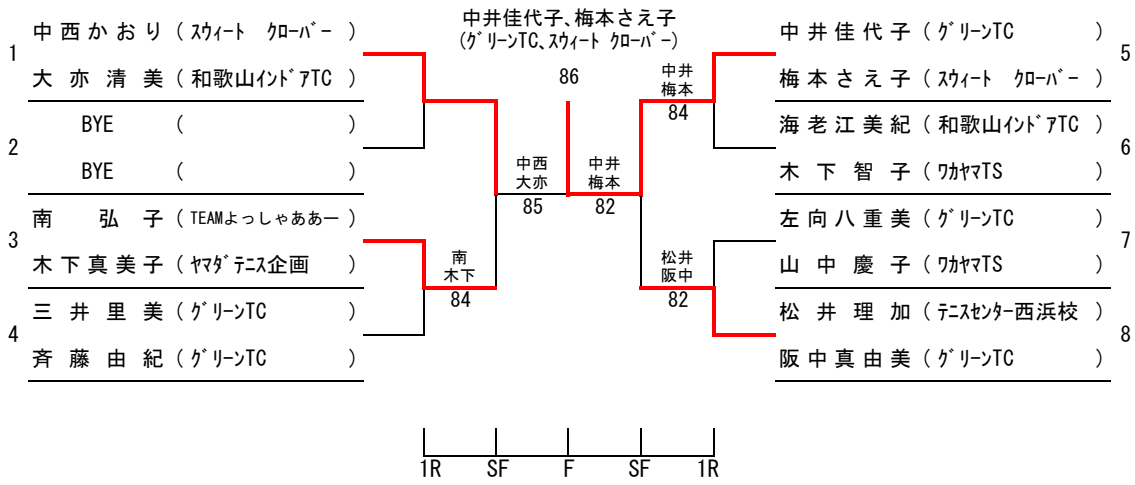 中井佳代子、梅本さえ子
(グリーンTC、スウィート クローバー)
86
1
中西かおり ( スウィート クローバー )
大亦清美 ( 和歌山インドアTC )
2
BYE ( )
BYE ( )
3
南 弘子 ( TEAMよっしゃああー )
木下真美子 ( ヤマダテニス企画 )
4
三井里美 ( グリーンTC )
斉藤由紀 ( グリーンTC )
南
木下
84
中西
大亦
85
中井
梅本
82
中井
梅本
84
松井
阪中
82
中井佳代子 ( グリーンTC )
梅本さえ子 ( スウィート クローバー )
5
海老江美紀 ( 和歌山インドアTC )
木下智子 ( ワカヤマTS )
6
左向八重美 ( グリーンTC )
山中慶子 ( ワカヤマTS )
7
松井理加 ( テニスセンター西浜校 )
阪中真由美 ( グリーンTC )
8
1R SF F SF 1R